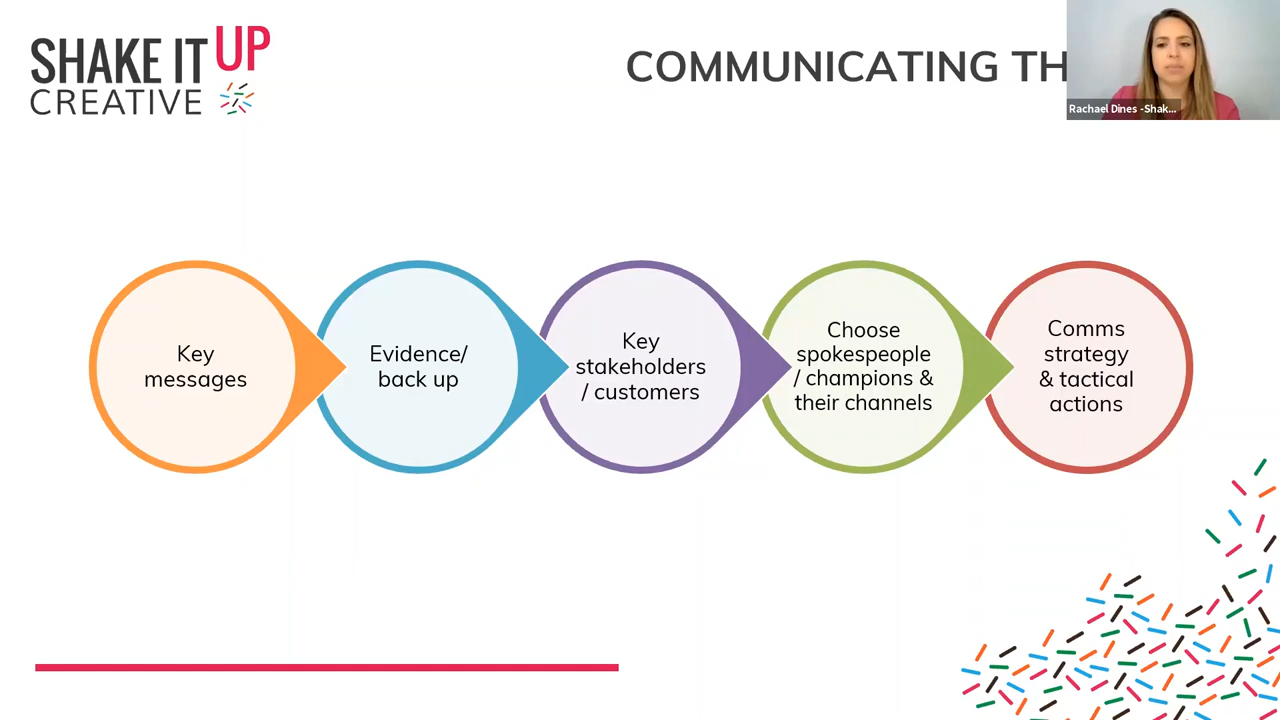 SHAKE IT UP
CREATIVE
COMMUNICATING TH
Rachael Dines -Shak...
Key
messages
Evidence/
back up
Key
stakeholders
/ customers
Choose
spokespeople
/ champions &
their channels
Comms
strategy
& tactical
actions